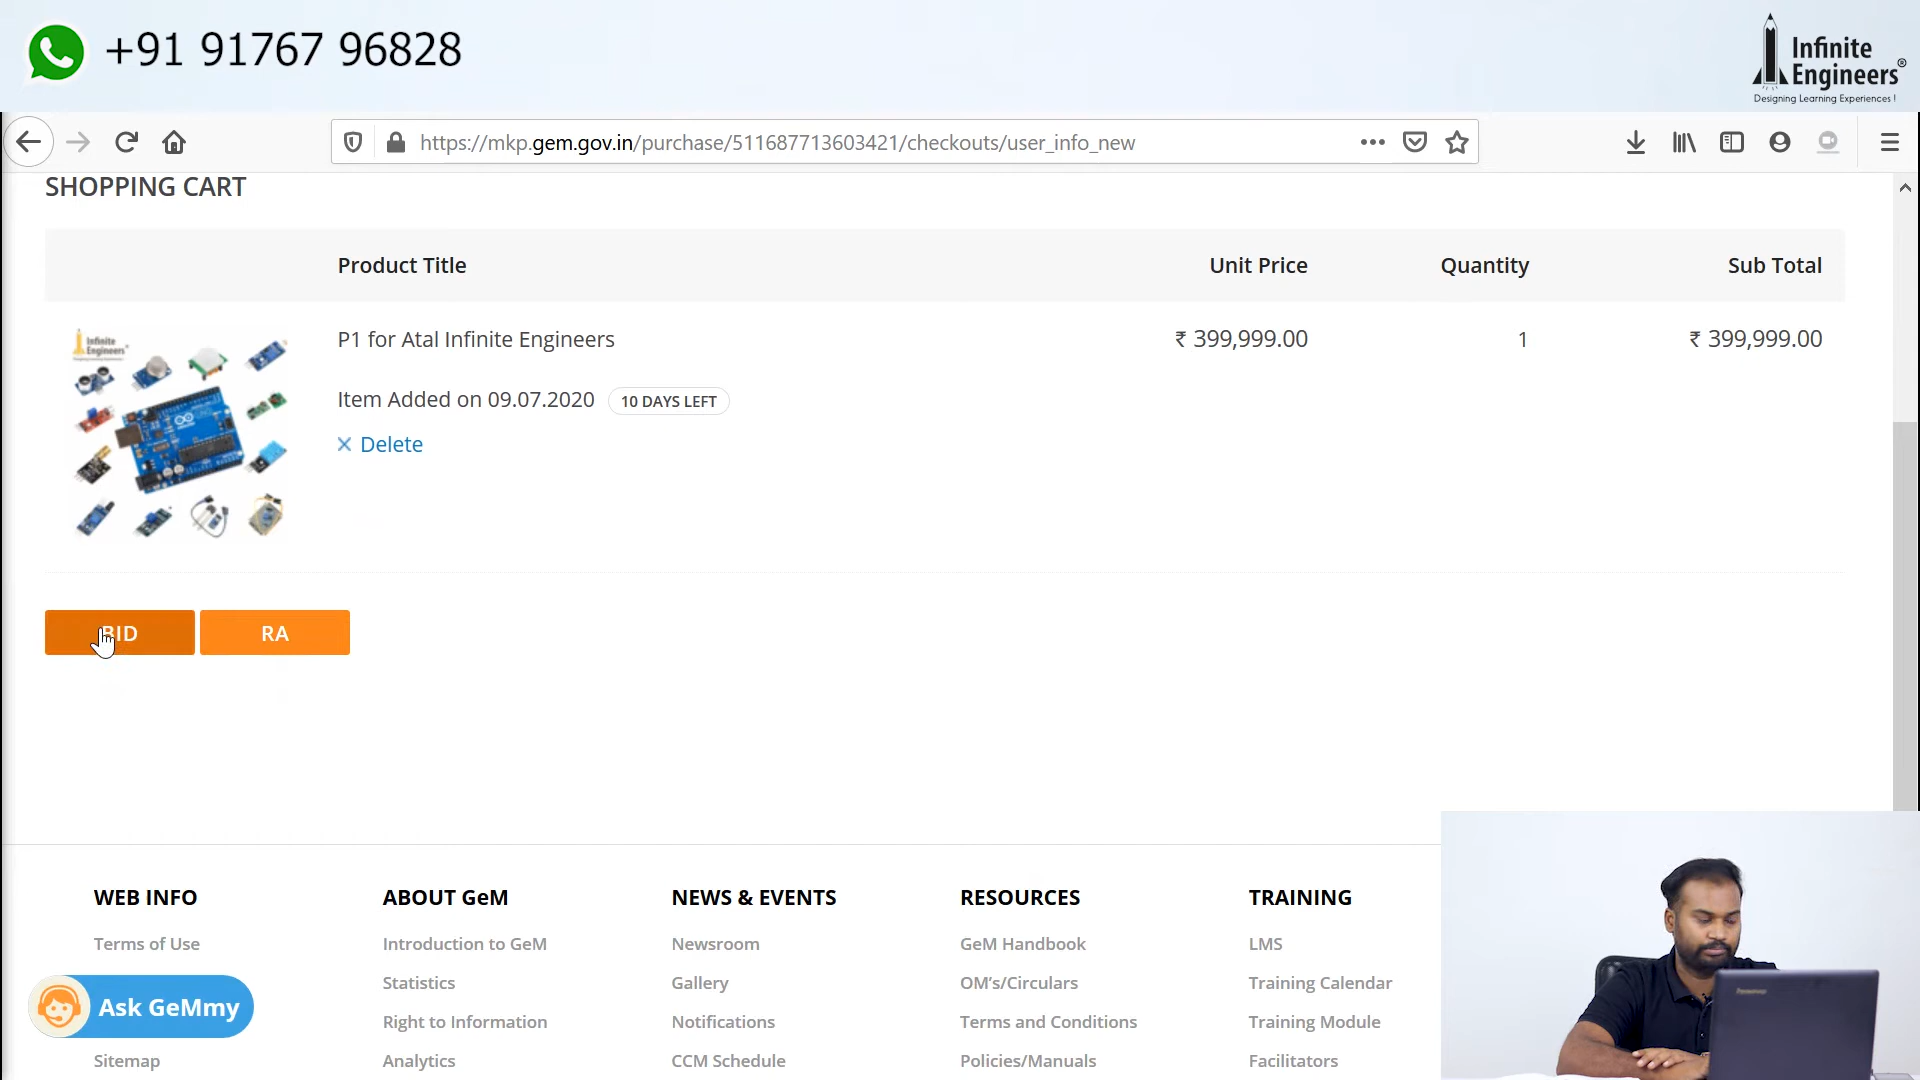 +91 91767 96828
Infinite
Engineers®
Designing Learning Experiences !
https://mkp.gem.gov.in/purchase/511687713603421/checkouts/user_info_new
SHOPPING CART
Product Title
Unit Price
Quantity
Sub Total
Infinite
Engineers
P1 for Atal Infinite Engineers
₹ 399,999.00
1
₹ 399,999.00
Item Added on 09.07.2020
10 DAYS LEFT
Delete
BID
RA
WEB INFO
ABOUT GeM
NEWS & EVENTS
RESOURCES
TRAINING
Terms of Use
Introduction to GeM
Newsroom
GeM Handbook
LMS
Statistics
Gallery
OM's/Circulars
Training Calendar
Ask GeMmy
Right to Information
Notifications
Terms and Conditions
Training Module
Sitemap
Analytics
CCM Schedule
Policies/Manuals
Facilitators